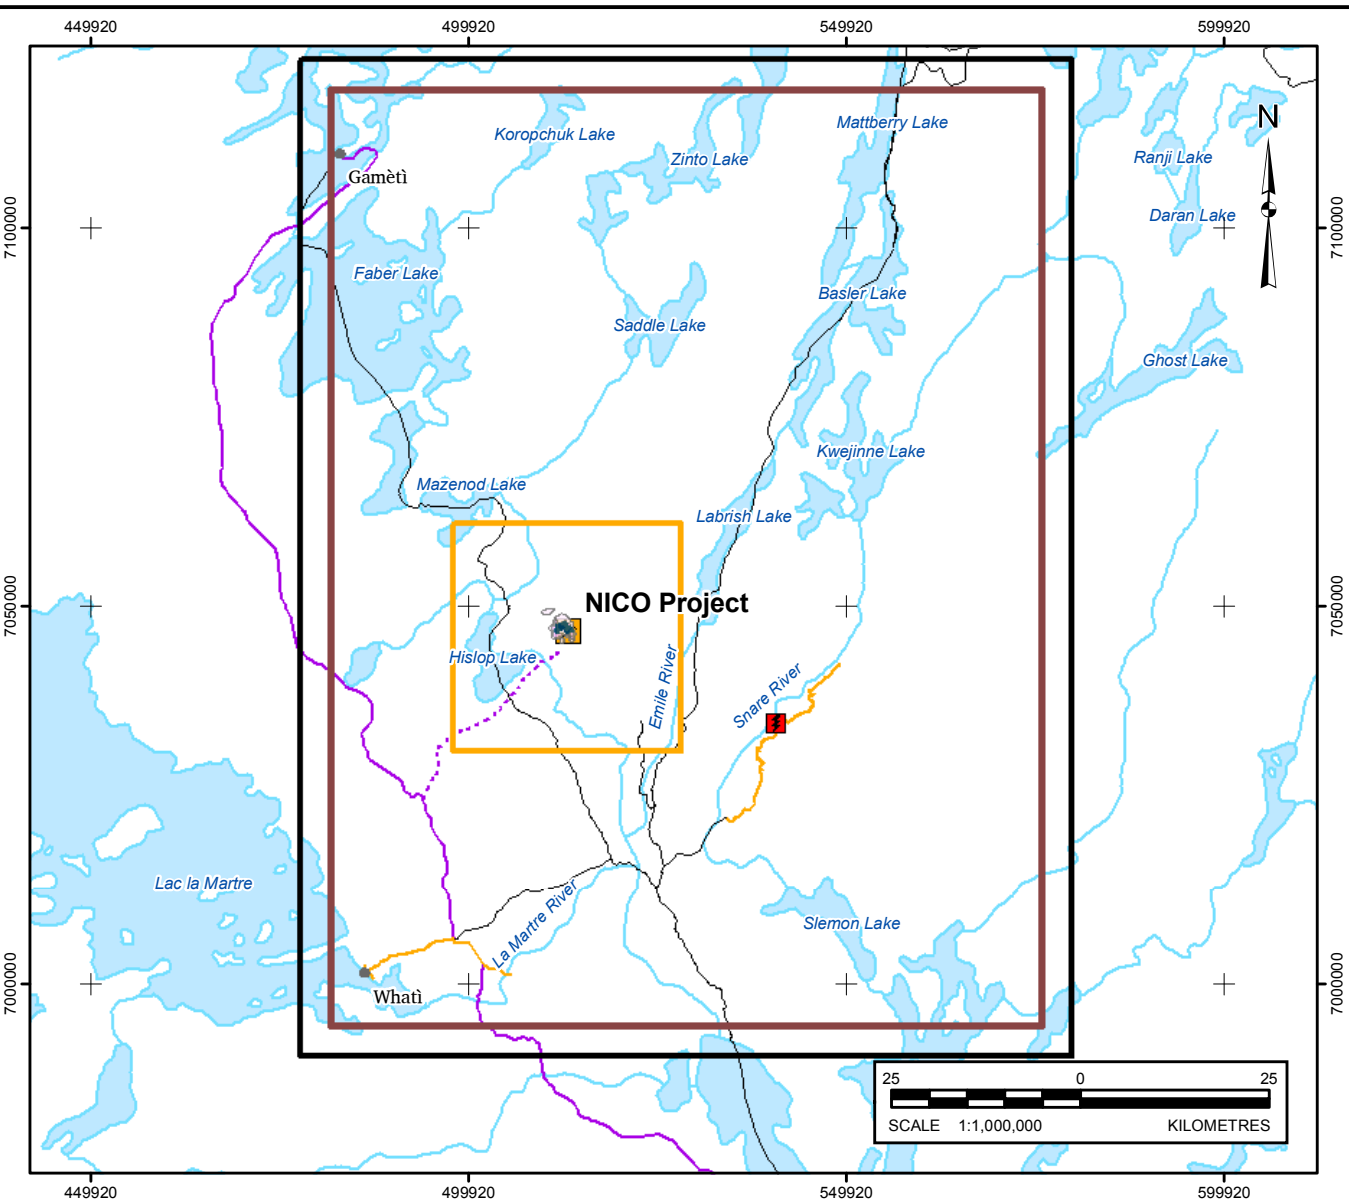 449920 499920 549920 599920
Mattberry Lake
N
Koropchuk Lake
Zinto Lake
Ranji Lake
Gamètì
Daran Lake
7100000 7100000
Faber Lake
Basler Lake
Saddle Lake
Ghost Lake
Kwejinne Lake
Mazenod Lake
Labrish Lake
7050000 NICO Project 7050000
Hislop Lake
Emile River
Snare River
Lac la Martre
La Martre River
Slemon Lake
7000000 Whatì 7000000
25 0 25
SCALE 1:1,000,000 KILOMETRES
449920 499920 549920 599920